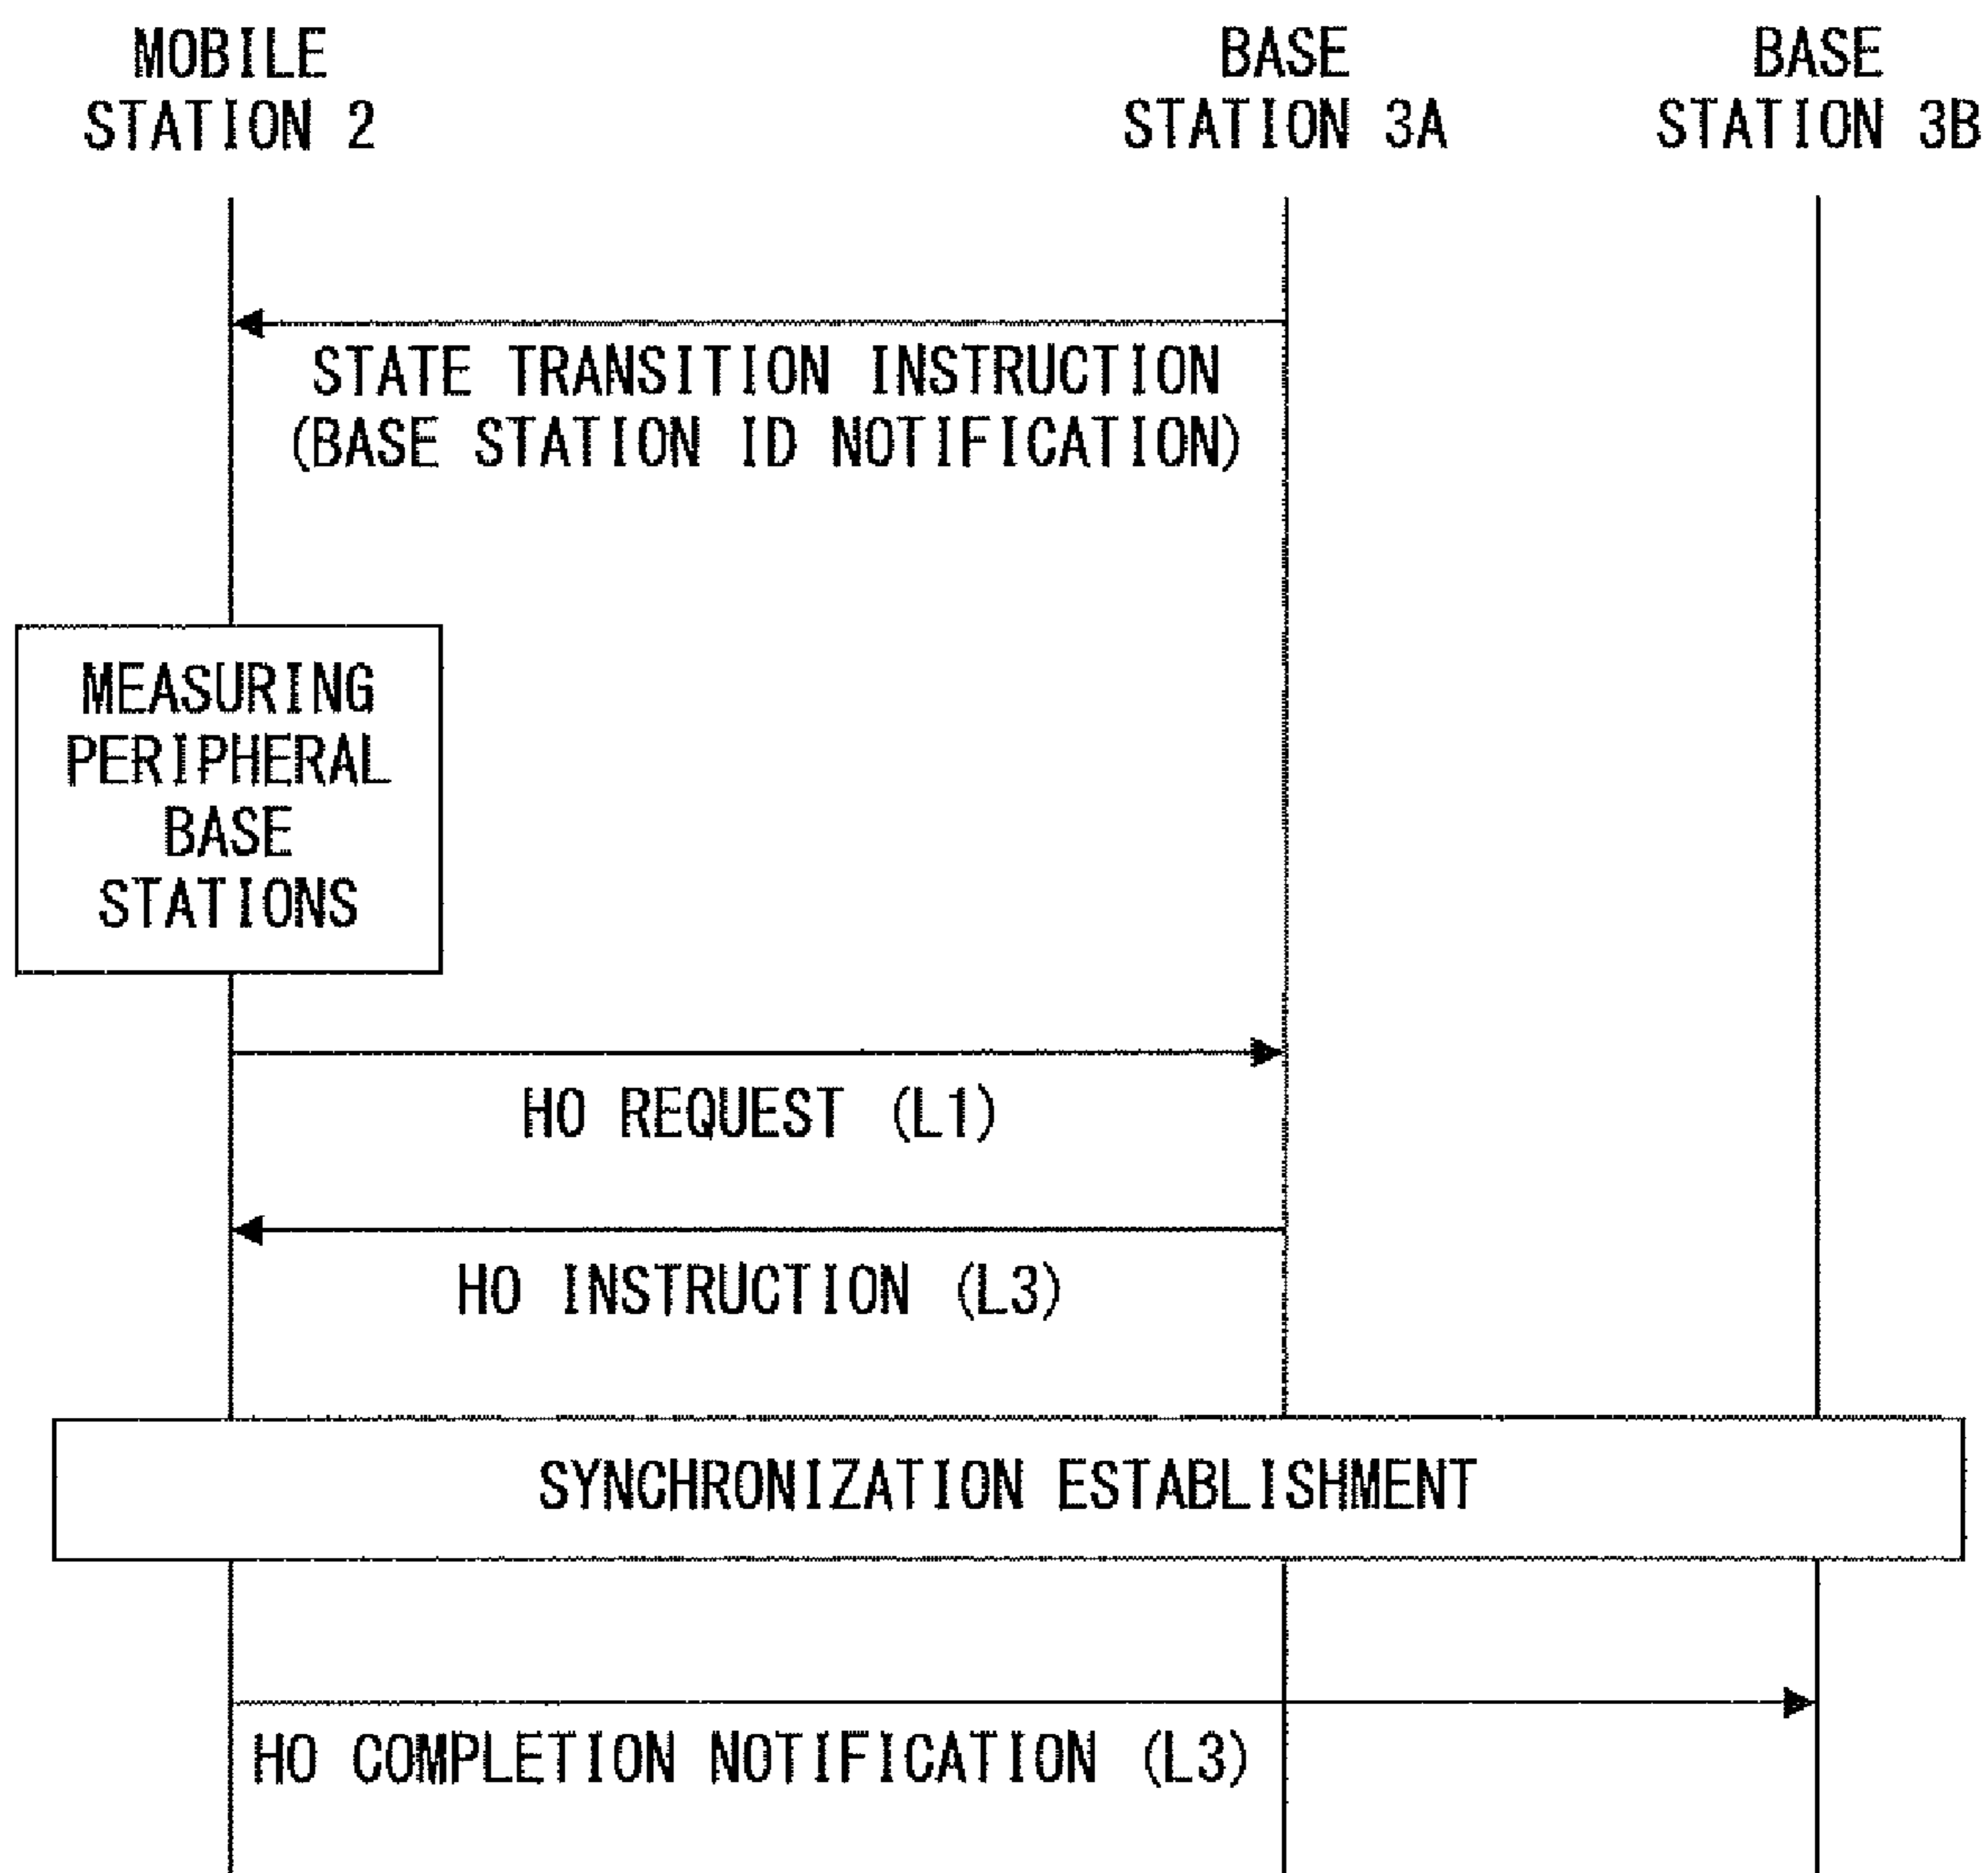 MOBILE
STATION 2
BASE
STATION 3A
BASE
STATION 3B
STATE TRANSITION INSTRUCTION
(BASE STATION ID NOTIFICATION)
MEASURING
PERIPHERAL
BASE
STATIONS
HO REQUEST (L1)
HO INSTRUCTION (L3)
SYNCHRONIZATION ESTABLISHMENT
HO COMPLETION NOTIFICATION (L3)